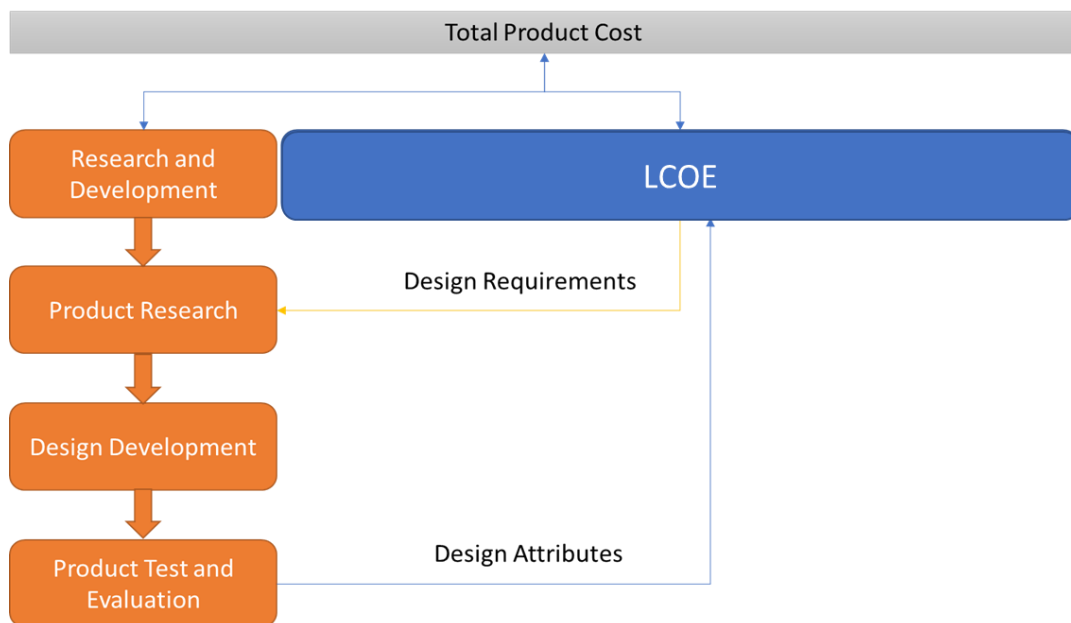 Total Product Cost
Research and
Development
LCOE
Design Requirements
Product Research
Design Development
Design Attributes
Product Test and
Evaluation